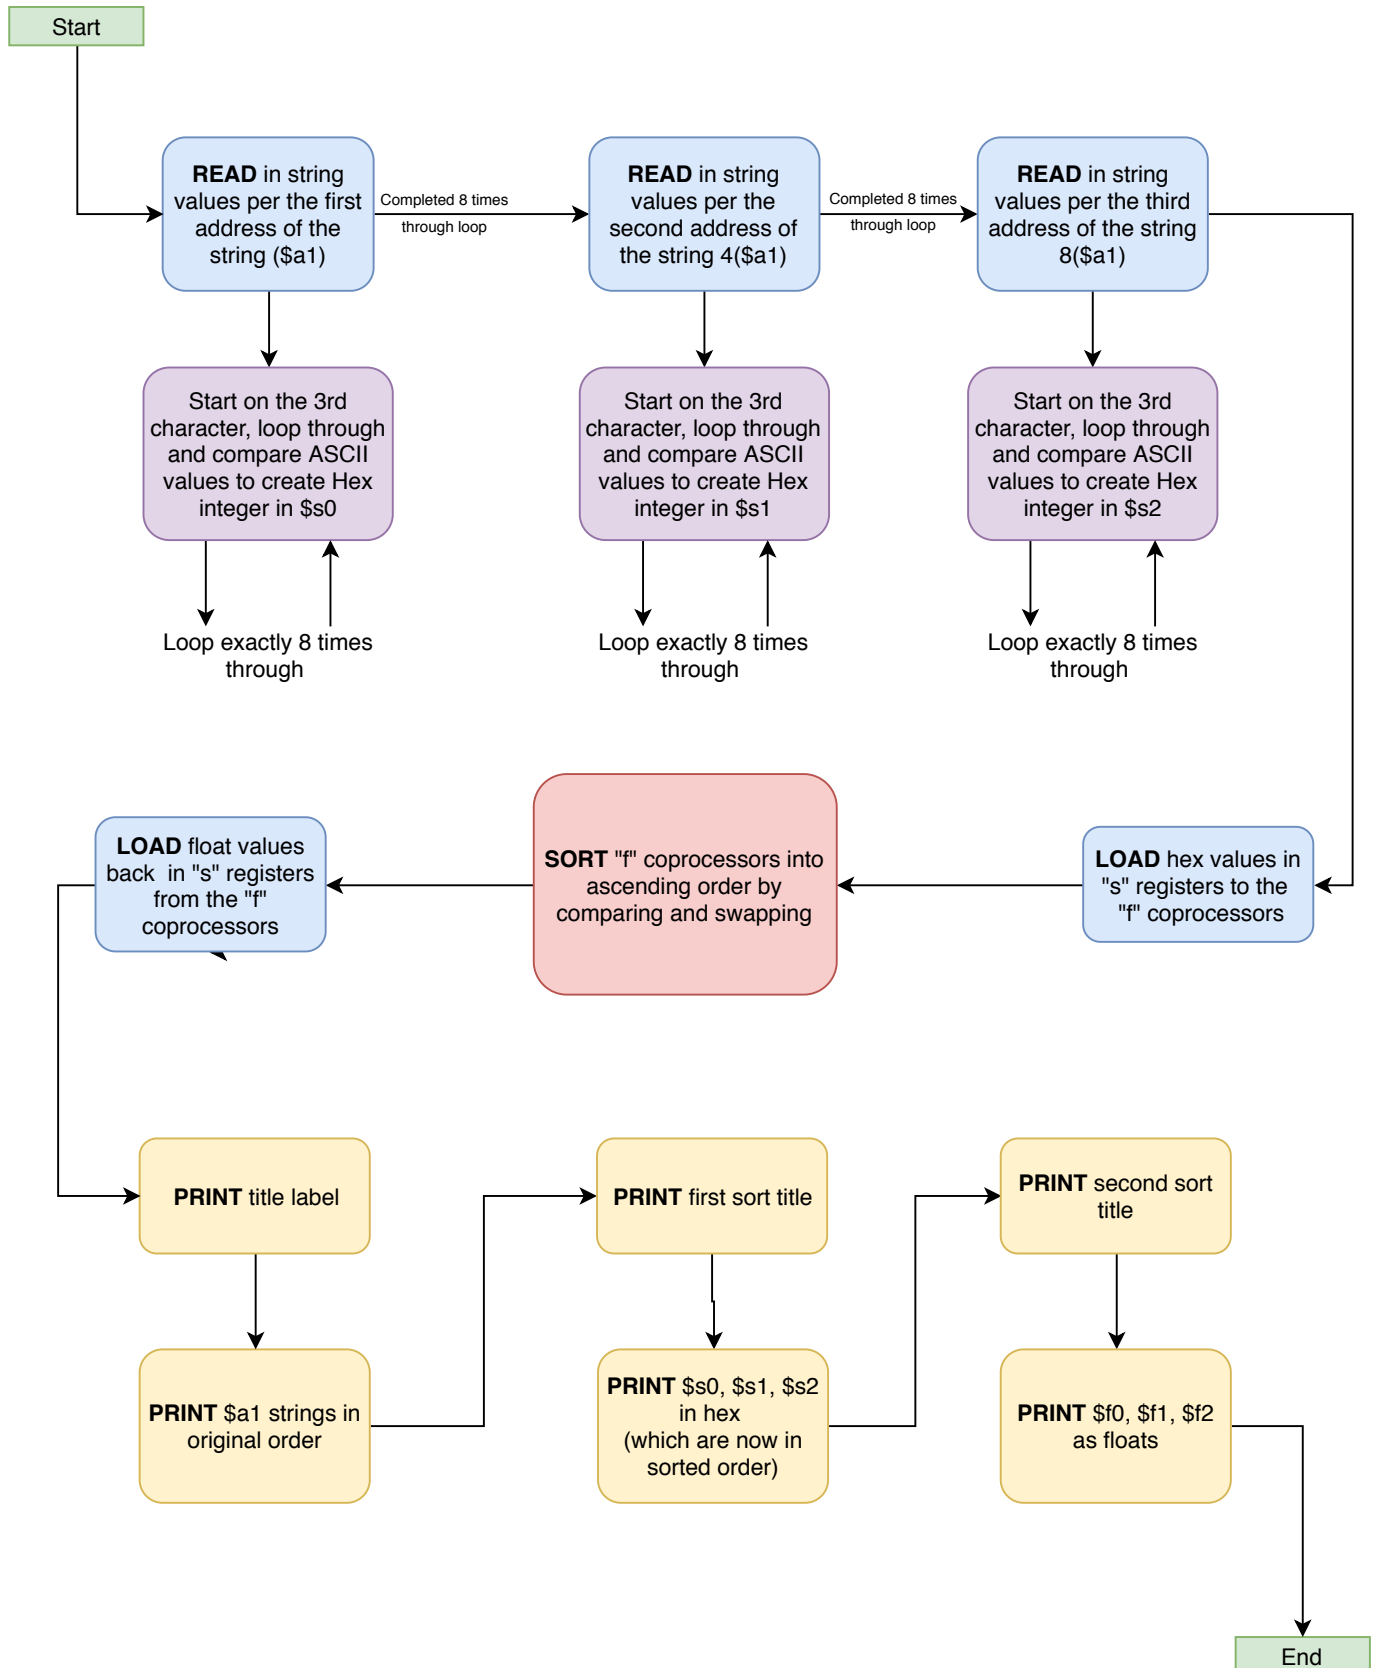 Start
READ in string
values per the first
address of the
string ($a1)
Completed 8 times
through loop
READ in string
values per the
second address of
the string 4($a1)
Completed 8 times
through loop
READ in string
values per the third
address of the string
8($a1)
Start on the 3rd
character, loop through
and compare ASCII
values to create Hex
integer in $s0
Start on the 3rd
character, loop through
and compare ASCII
values to create Hex
integer in $s1
Start on the 3rd
character, loop through
and compare ASCII
values to create Hex
integer in $s2
Loop exactly 8 times
through
Loop exactly 8 times
through
Loop exactly 8 times
through
LOAD hex values in
"s" registers to the
"f" coprocessors
SORT "f" coprocessors into
ascending order by
comparing and swapping
LOAD float values
back in "s" registers
from the "f"
coprocessors
PRINT title label
PRINT $a1 strings in
original order
PRINT first sort title
PRINT $s0, $s1, $s2
in hex
(which are now in
sorted order)
PRINT second sort
title
PRINT $f0, $f1, $f2
as floats
End